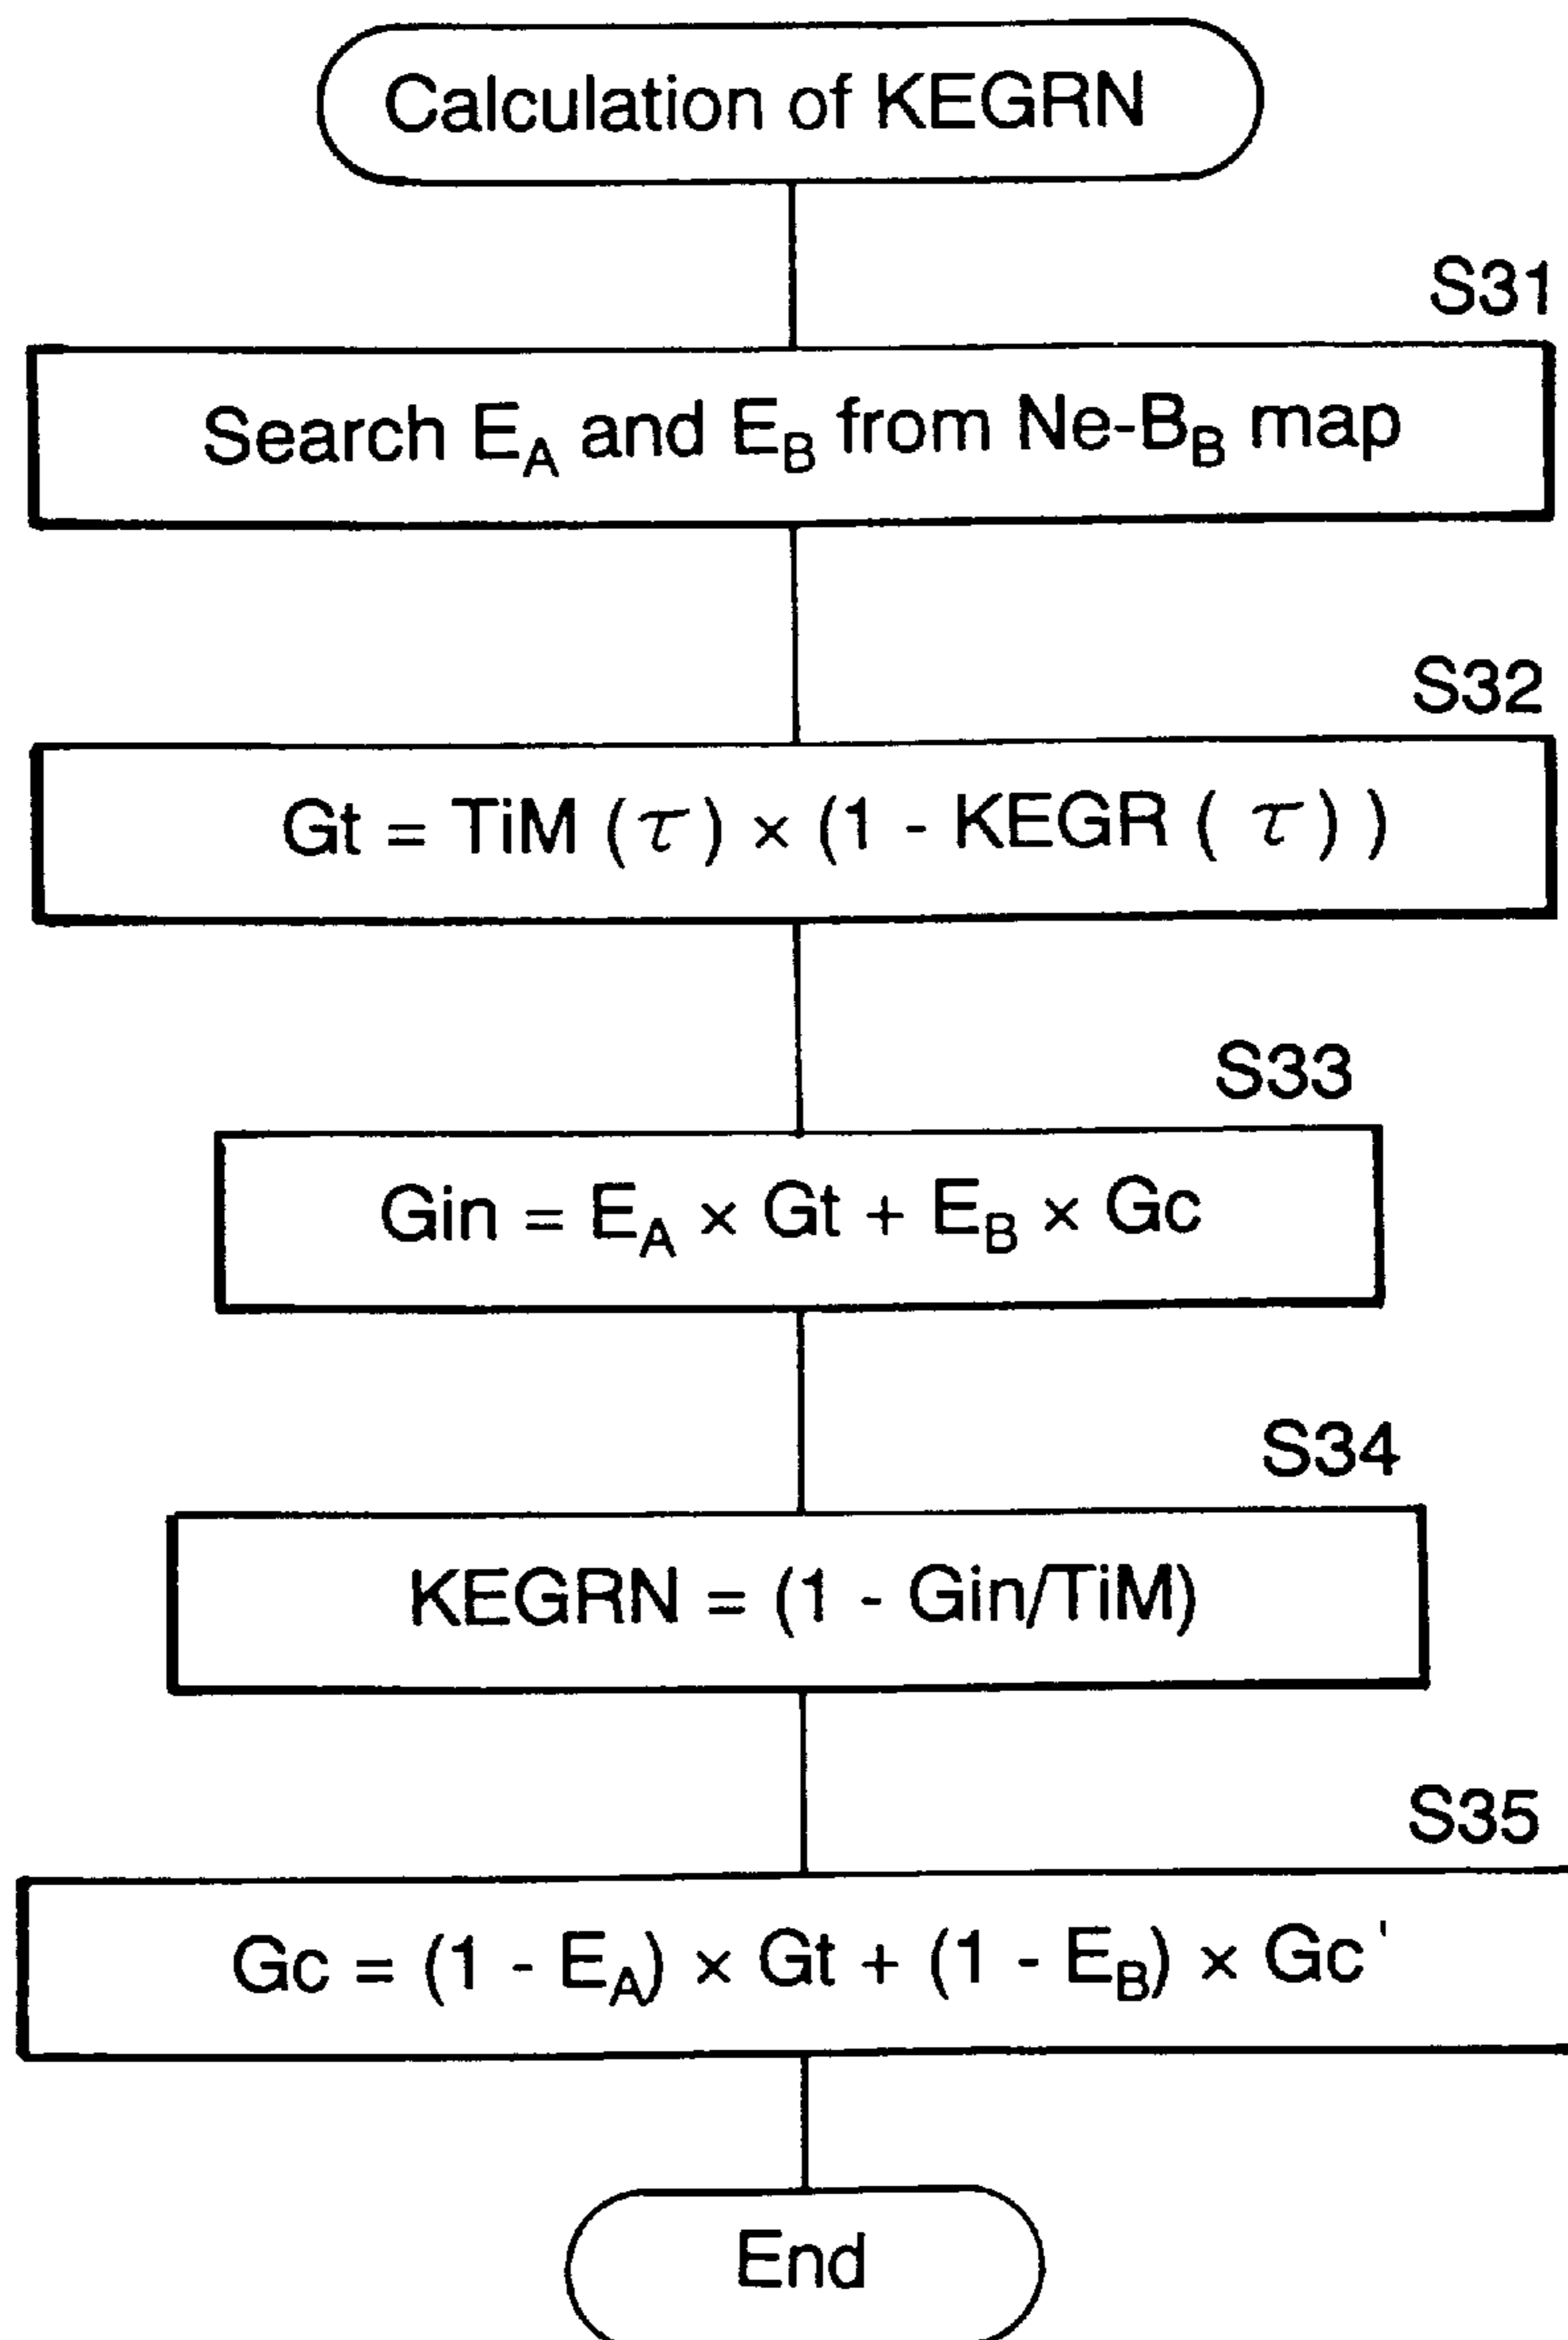 Calculation of KEGRN
S31
Search E_A and E_B from Ne-B_B map
S32
Gt = TiM (τ) × (1 - KEGR ( τ ) )
S33
Gin = E_A × Gt + E_B × Gc
S34
KEGRN = (1 - Gin/TiM)
S35
Gc = (1 - E_A) × Gt + (1 - E_B) × Gc '
End